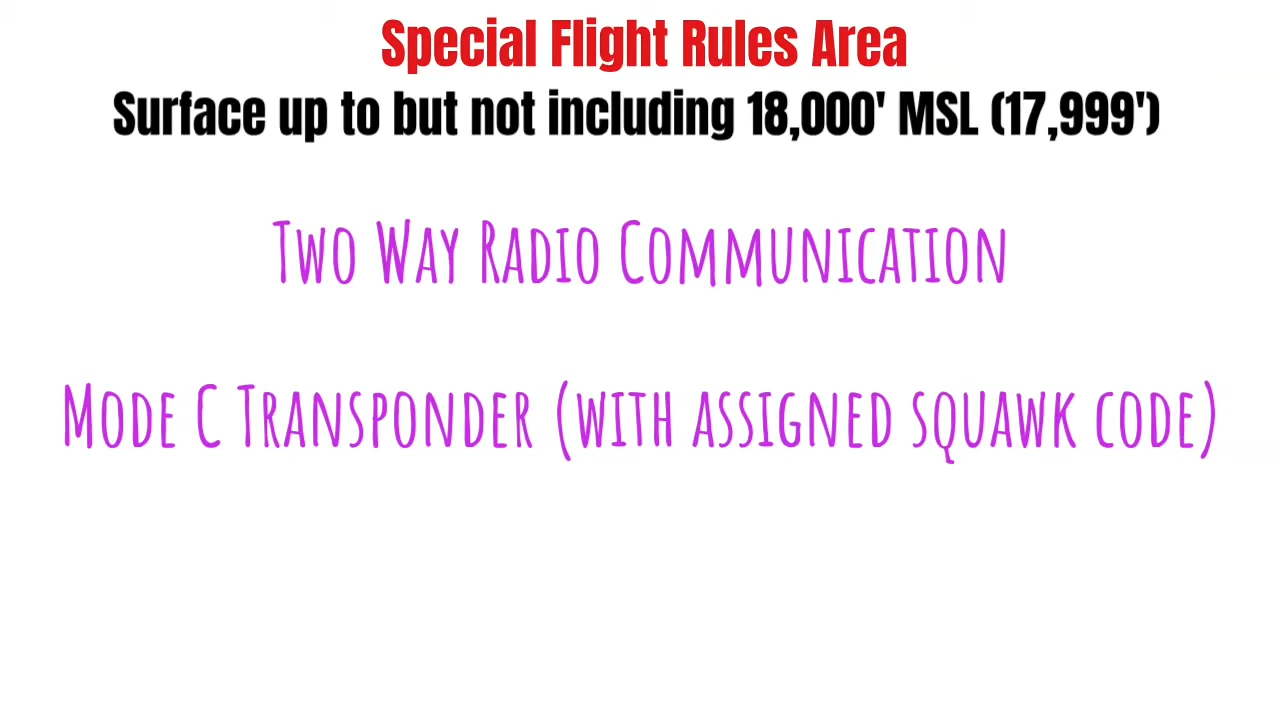 Special Flight Rules Area
Surface up to but not including 18,000' MSL (17,999')
Two Way Radio Communication
Mode C Transponder (with assigned squawk code)